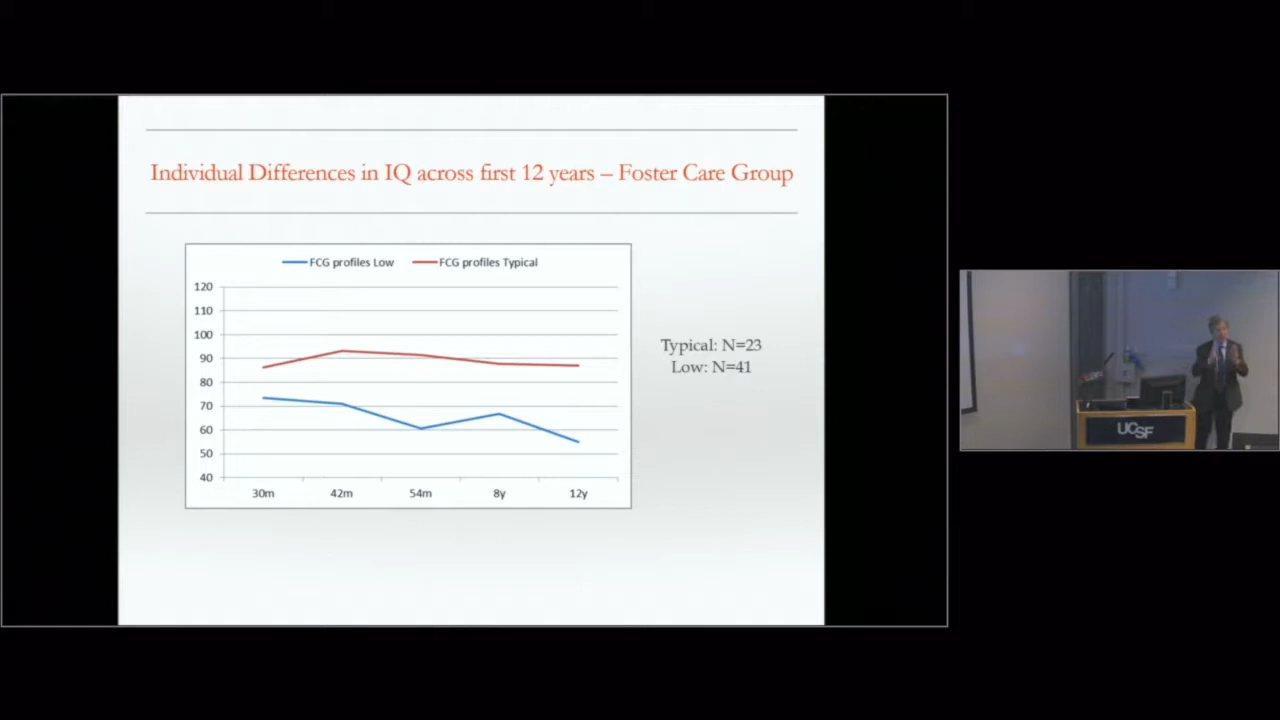 Individual Differences in IQ across first 12 years – Foster Care Group
FCG profiles Low
FCG profiles Typical
120
110
100
90
80
70
60
50
40
30m
42m
54m
8y
12y
Typical: N=23
Low: N=41
UCSF